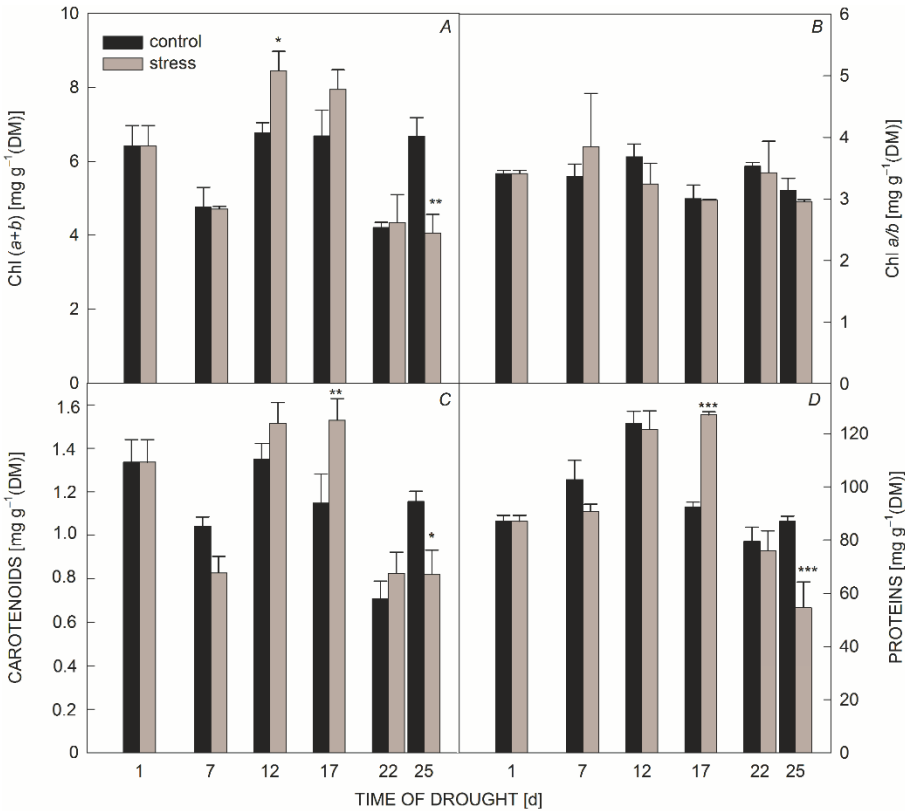 10
8
6
4
2
0
Chl (a+b) [mg g⁻¹(DM)]
control
stress
A
*
**
B
6
5
4
3
2
1
0
Chl a/b [mg g⁻¹(DM)]
1.6
1.4
1.2
1.0
0.8
0.6
0.4
0.2
0
CAROTENOIDS [mg g⁻¹(DM)]
C
**
*
D
***
***
120
100
80
60
40
20
0
PROTEINS [mg g⁻¹(DM)]
1 7 12 17 22 25
1 7 12 17 22 25
TIME OF DROUGHT [d]